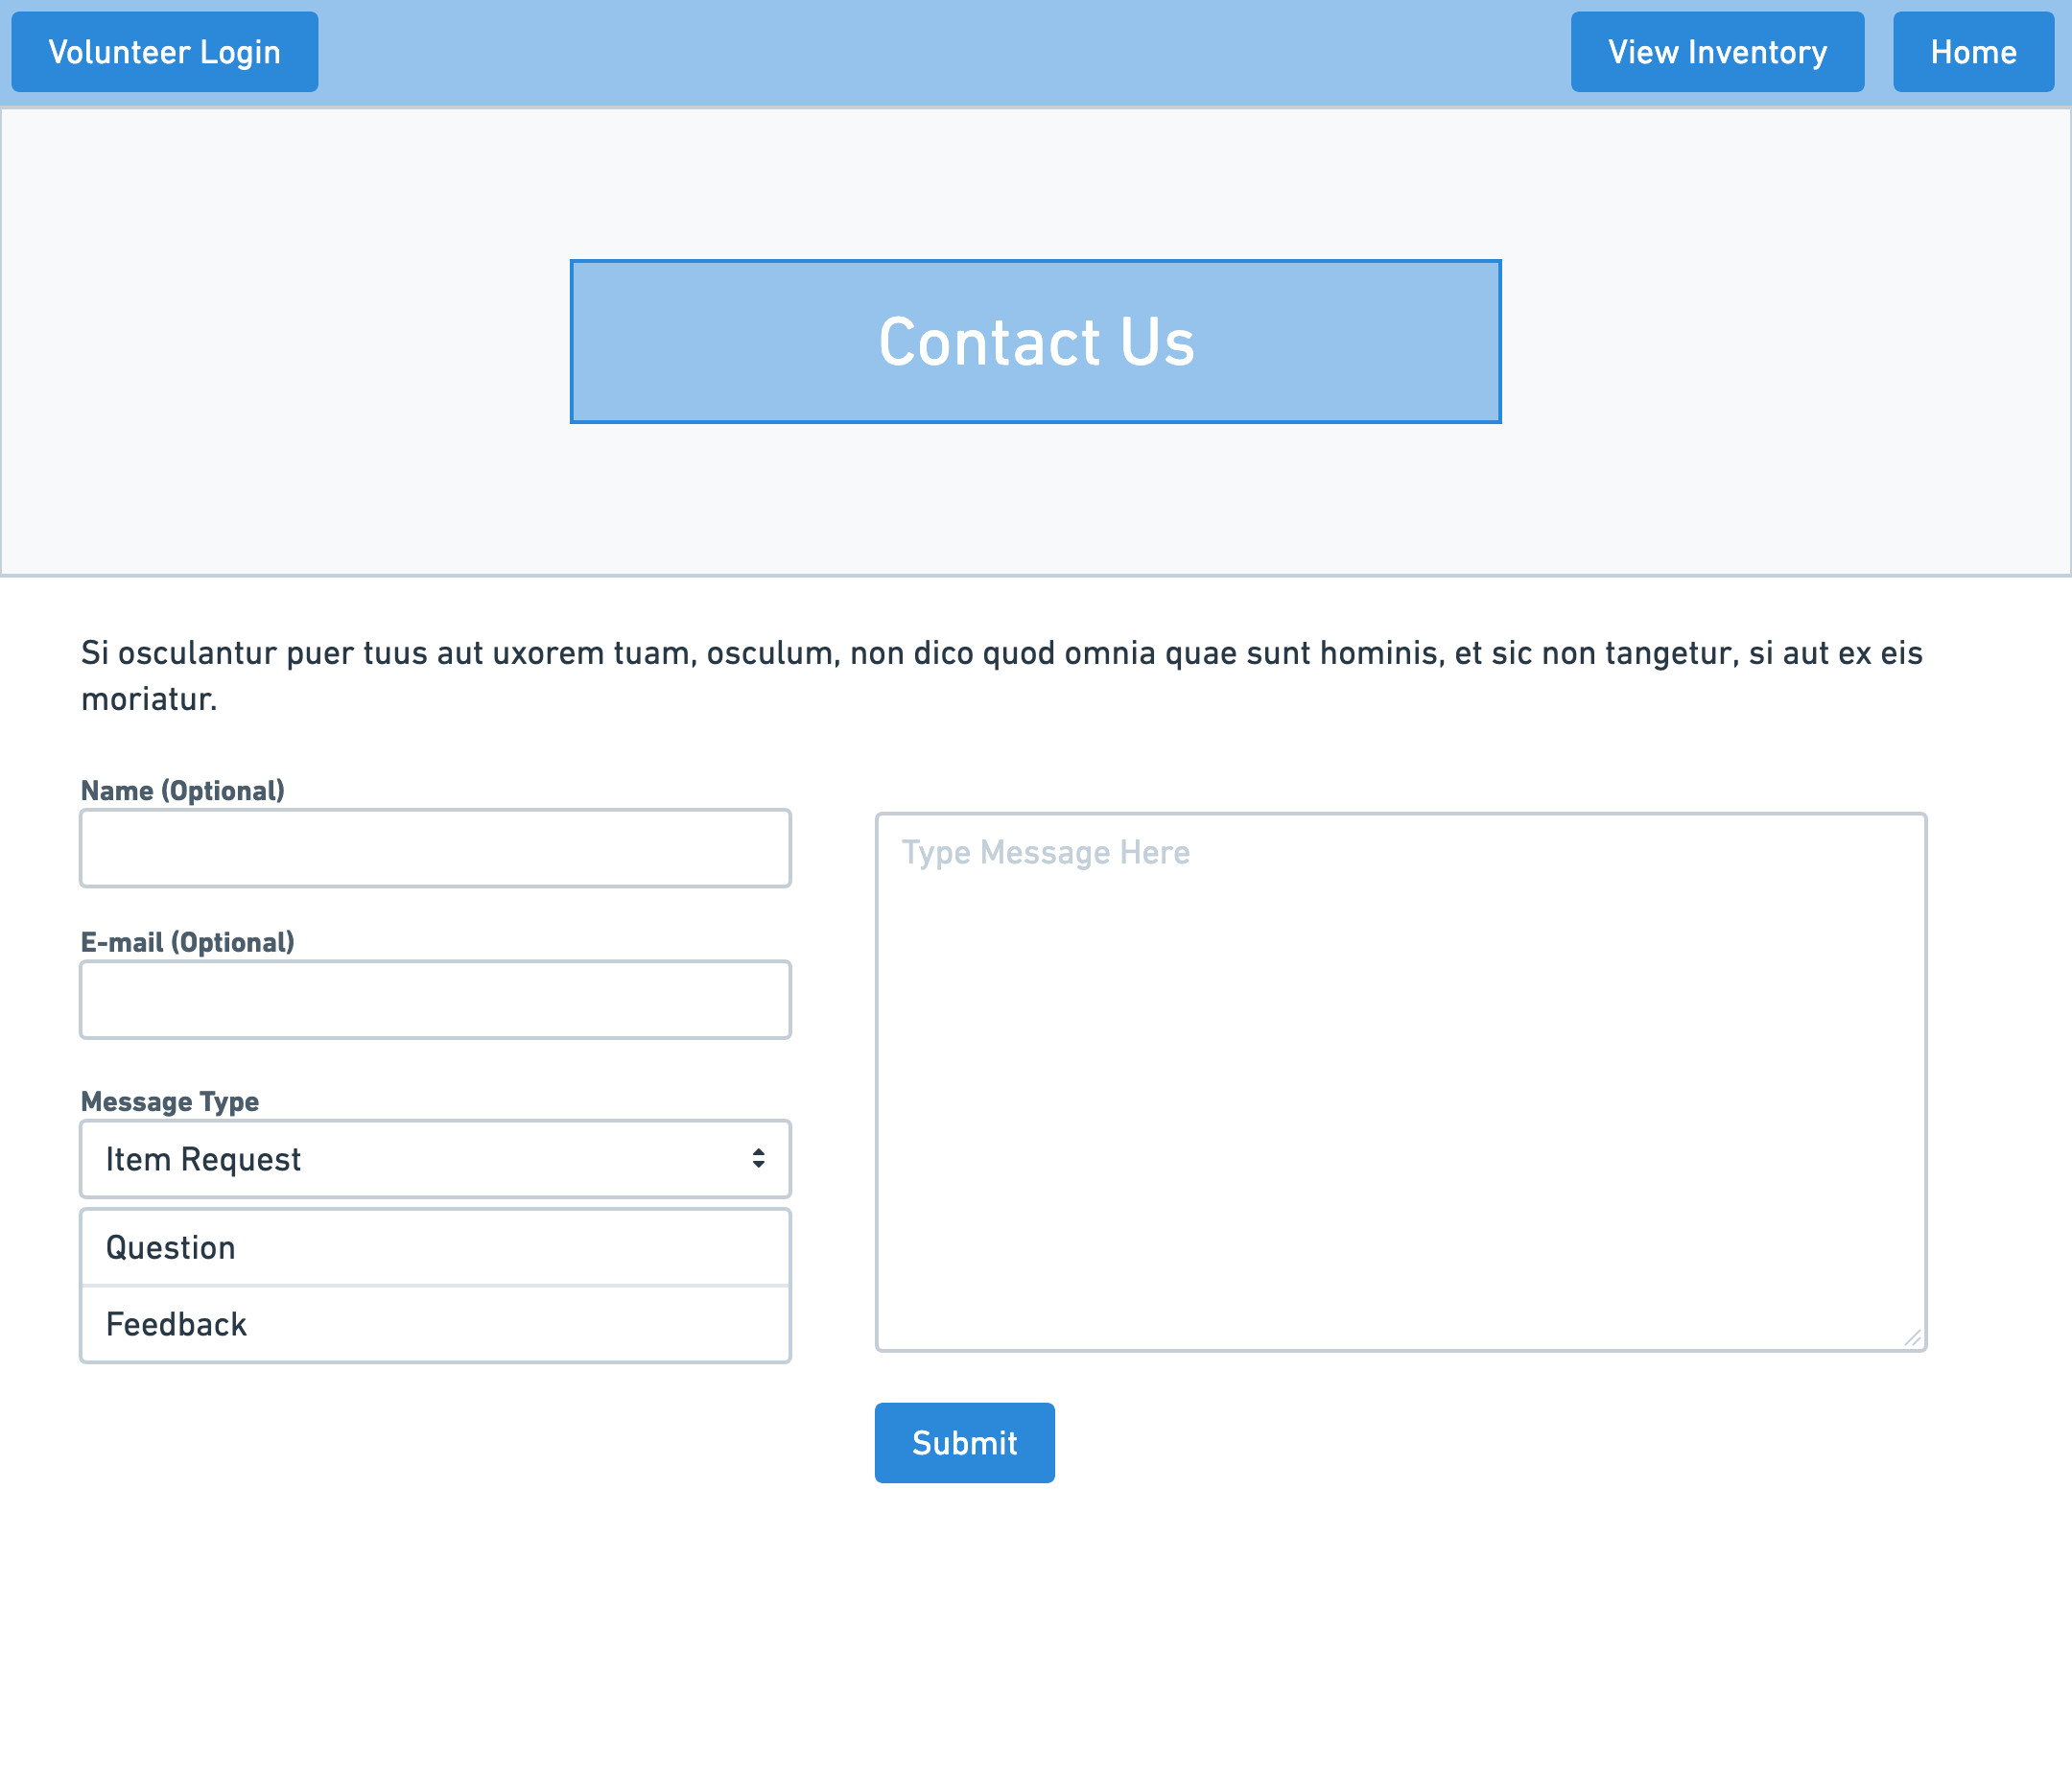 Volunteer Login
View Inventory
Home
Contact Us
Si osculantur puer tuus aut uxorem tuam, osculum, non dico quod omnia quae sunt hominis, et sic non tangetur, si aut ex eis
moriatur.
Name (Optional)
E-mail (Optional)
Message Type
Item Request
Question
Feedback
Type Message Here
Submit